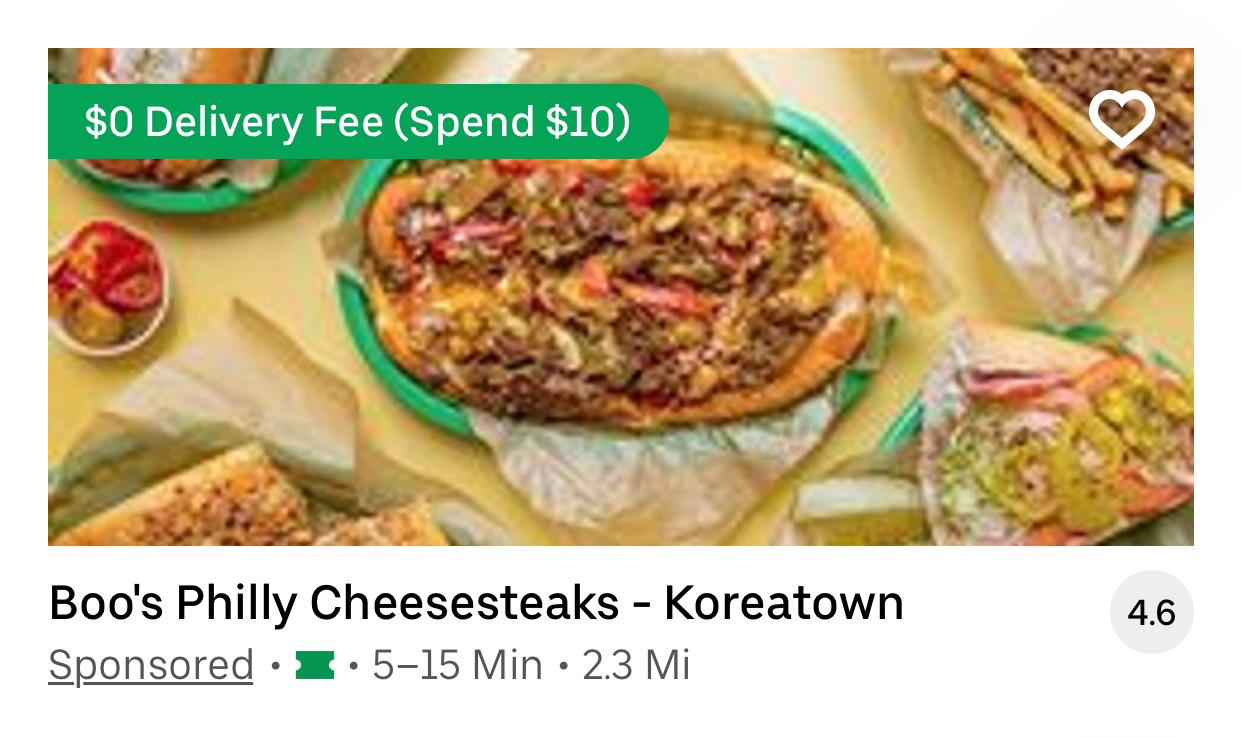 $0 Delivery Fee (Spend $10)
Boo's Philly Cheesesteaks - Koreatown
4.6
Sponsored • • 5–15 Min • 2.3 Mi